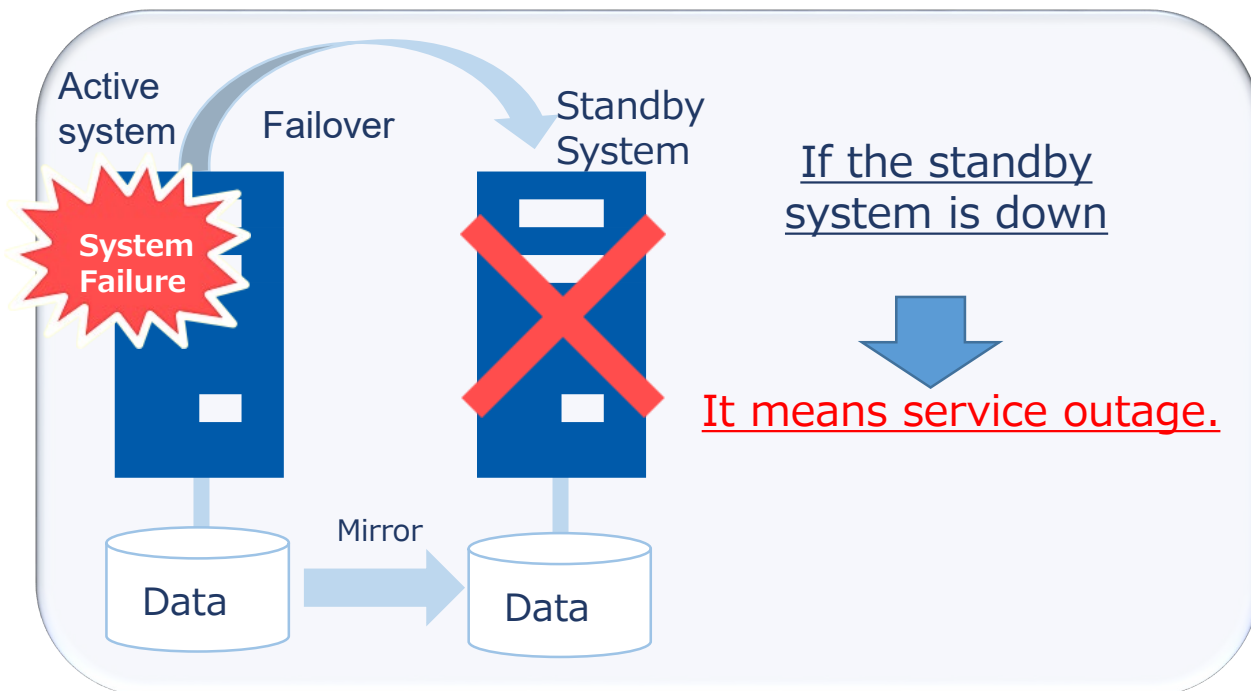 Active
system
Failover
Standby
System
System
Failure
If the standby
system is down
It means service outage.
Mirror
Data
Data